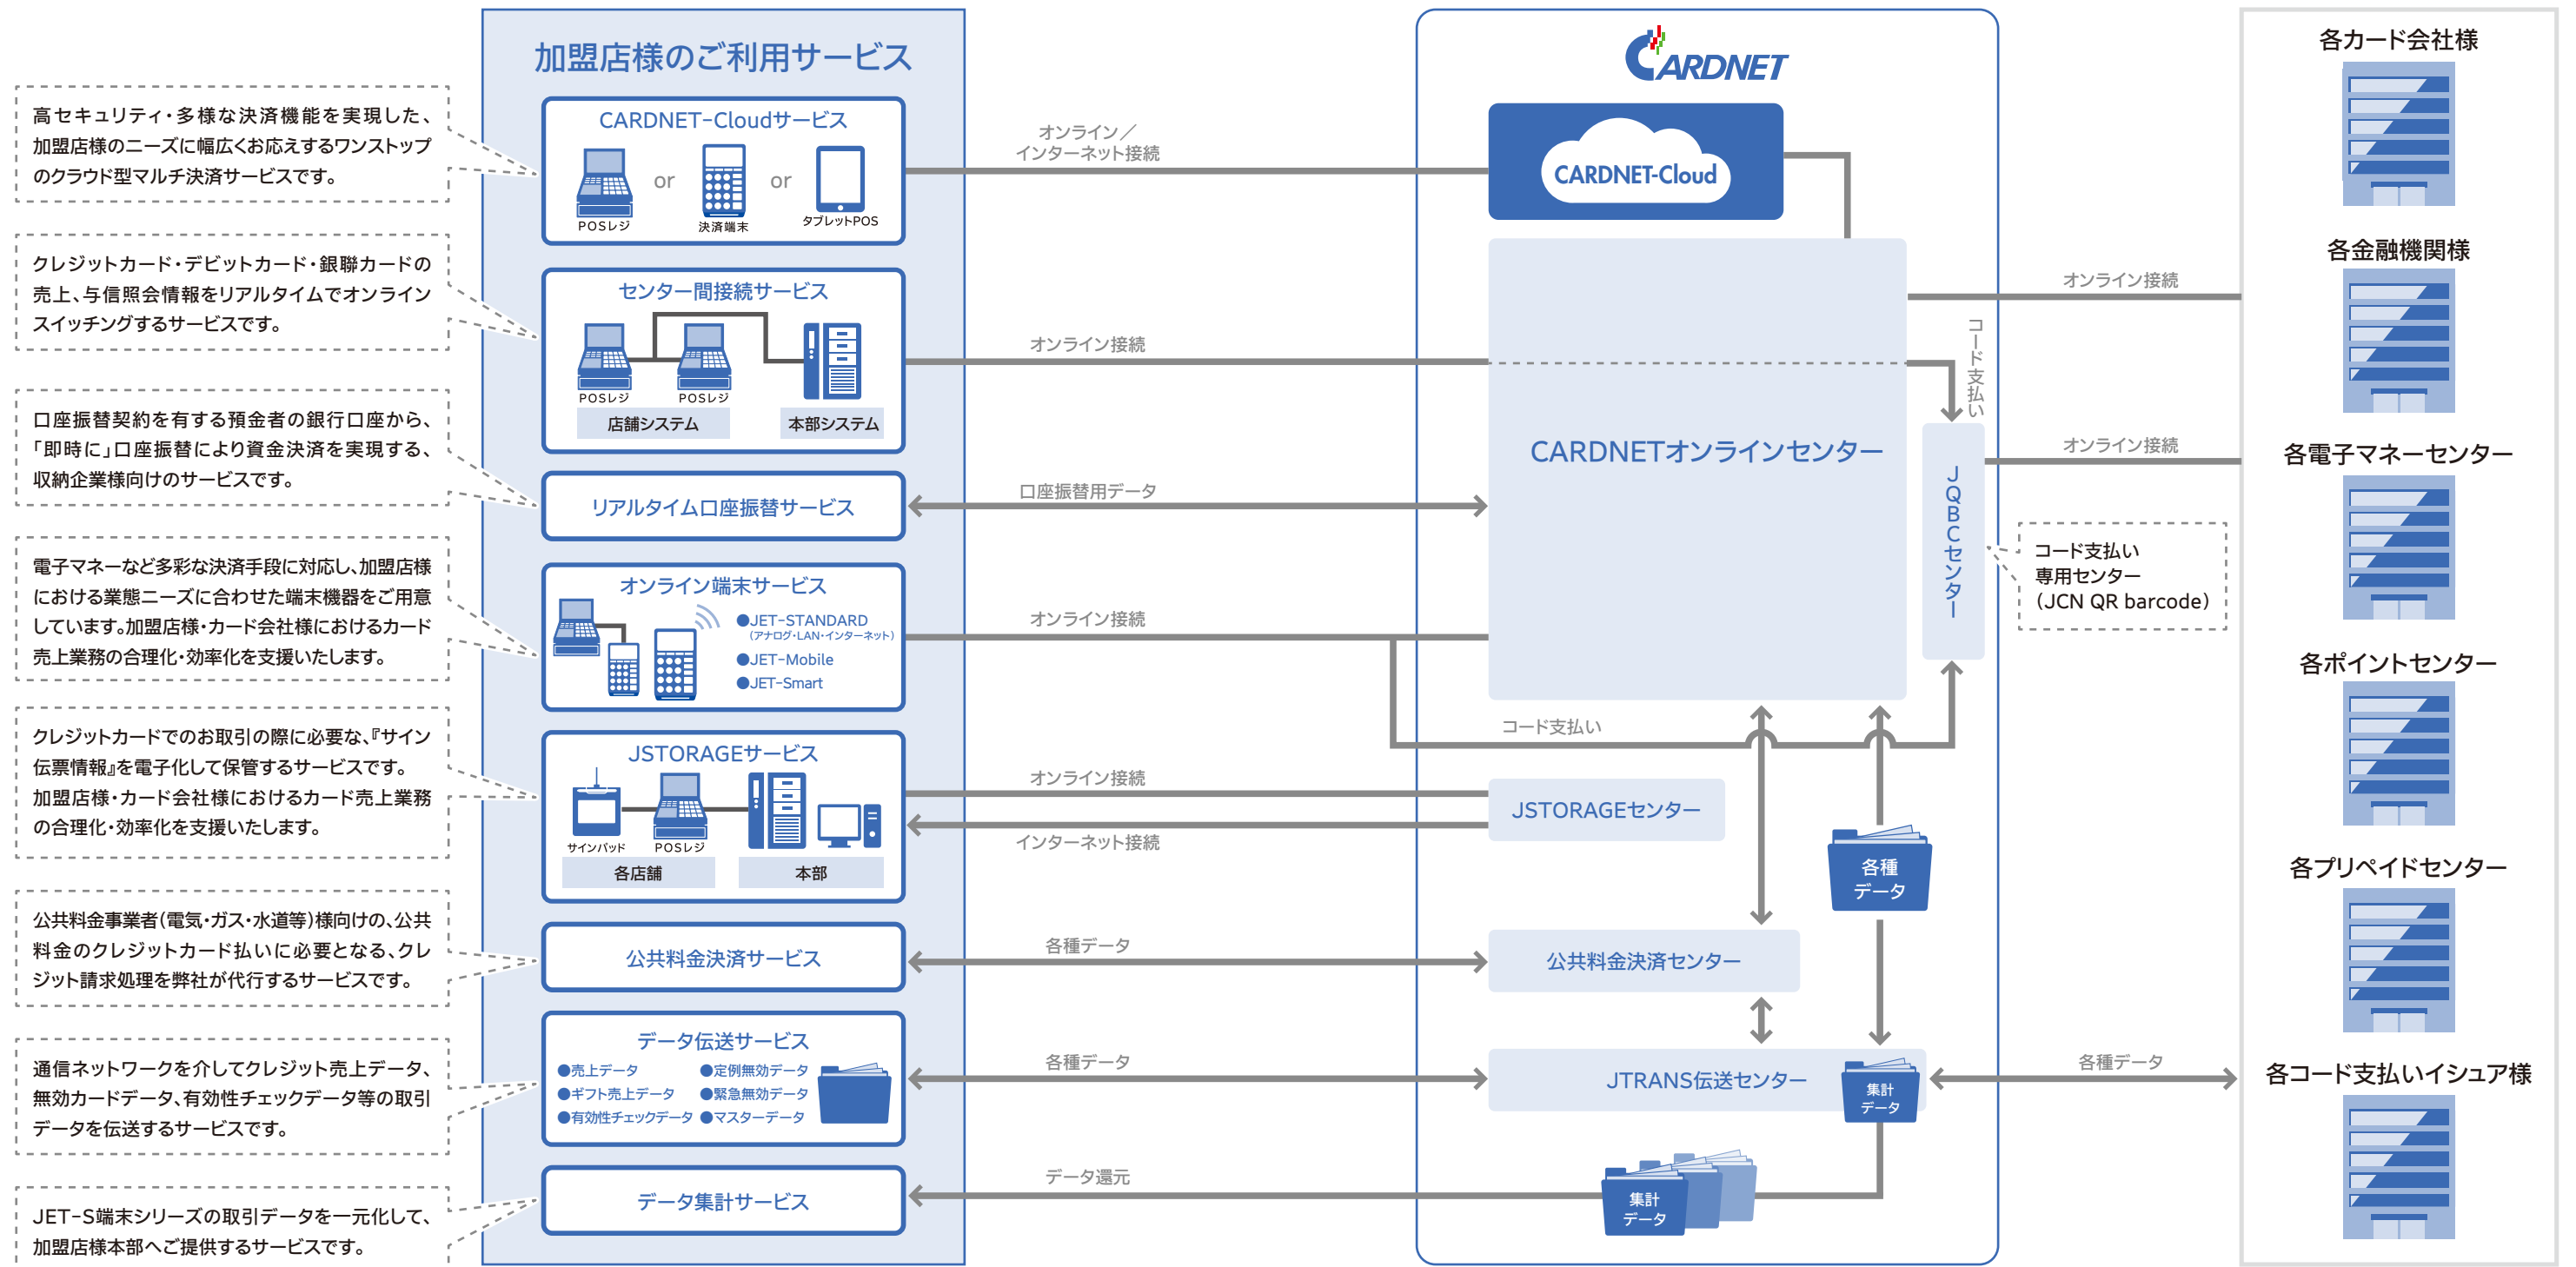 加盟店様のご利用サービス
高セキュリティ・多様な決済機能を実現した、
加盟店様のニーズに幅広くお応えするワンストップ
のクラウド型マルチ決済サービスです。
CARDNET-Cloudサービス
or
or
POSレジ
決済端末
タブレットPOS
クレジットカード・デビットカード・銀聯カードの
売上、与信照会情報をリアルタイムでオンライン
スイッチングするサービスです。
センター間接続サービス
POSレジ
POSレジ
店舗システム
本部システム
口座振替契約を有する預金者の銀行口座から、
「即時に」口座振替により資金決済を実現する、
収納企業様向けのサービスです。
リアルタイム口座振替サービス
電子マネーなど多彩な決済手段に対応し、加盟店様
における業態ニーズに合わせた端末機器をご用意
しています。加盟店様・カード会社様におけるカード
売上業務の合理化・効率化を支援いたします。
オンライン端末サービス
●JET-STANDARD
（アナログ・LAN・インターネット）
●JET-Mobile
●JET-Smart
クレジットカードでのお取引の際に必要な、『サイン
伝票情報』を電子化して保管するサービスです。
加盟店様・カード会社様におけるカード売上業務
の合理化・効率化を支援いたします。
JSTORAGEサービス
サインパッド
POSレジ
各店舗
本部
公共料金事業者(電気・ガス・水道等)様向けの、公共
料金のクレジットカード払いに必要となる、クレ
ジット請求処理を弊社が代行するサービスです。
公共料金決済サービス
通信ネットワークを介してクレジット売上データ、
無効カードデータ、有効性チェックデータ等の取引
データを伝送するサービスです。
データ伝送サービス
●売上データ
●定例無効データ
●ギフト売上データ
●緊急無効データ
●有効性チェックデータ
●マスターデータ
JET-S端末シリーズの取引データを一元化して、
加盟店様本部へご提供するサービスです。
データ集計サービス
オンライン／
インターネット接続
オンライン接続
口座振替用データ
オンライン接続
コード支払い
オンライン接続
インターネット接続
各種データ
各種データ
データ還元
CARDNET
CARDNET-Cloud
CARDNETオンラインセンター
コード支払い
JQBCセンター
JSTORAGEセンター
各種
データ
公共料金決済センター
JTRANS伝送センター
集計
データ
集計
データ
オンライン接続
オンライン接続
コード支払い
専用センター
（JCN QR barcode）
各種データ
各カード会社様
各金融機関様
各電子マネーセンター
各ポイントセンター
各プリペイドセンター
各コード支払いイシュア様